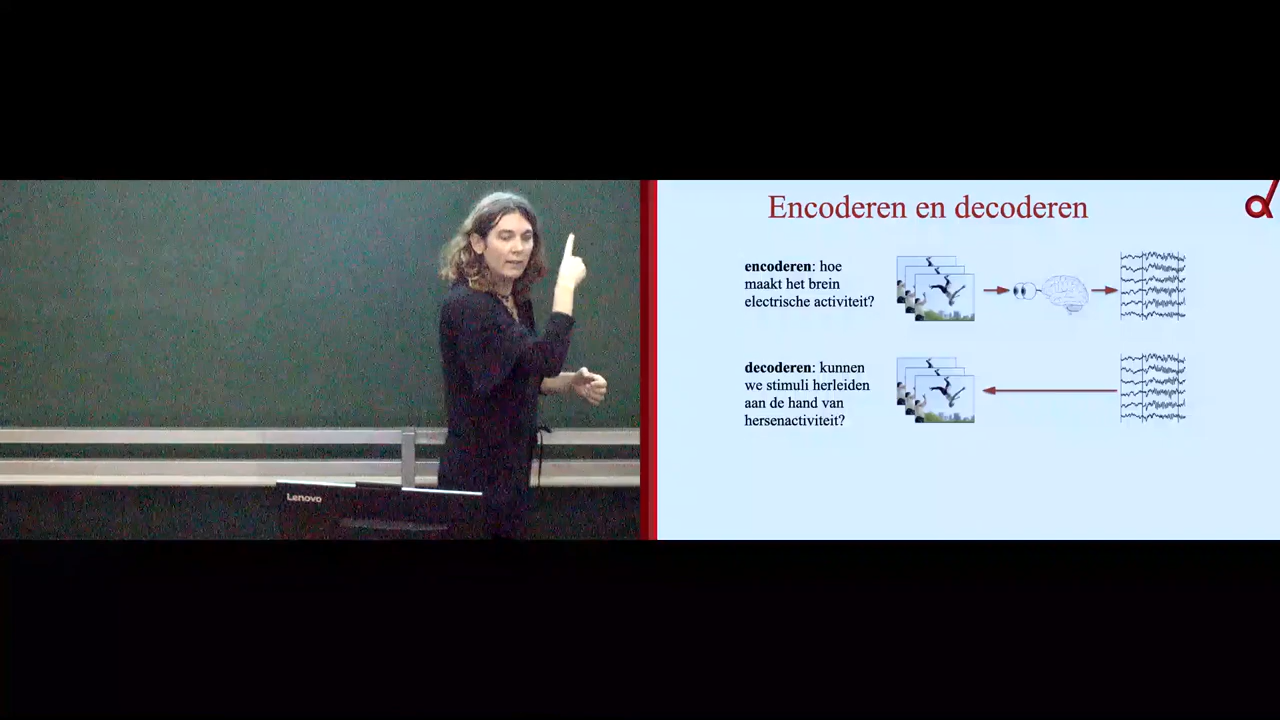 Encoderen en decoderen
encoderen: hoe
maakt het brein
electrische activiteit?
decoderen: kunnen
we stimuli herleiden
aan de hand van
hersenactiviteit?
Lenovo